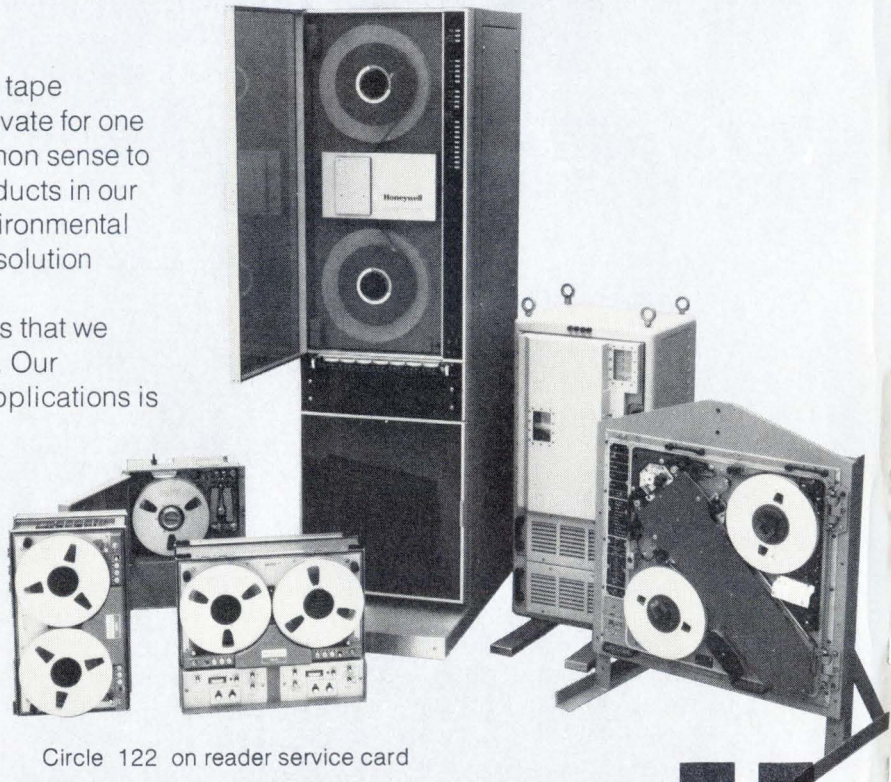 tape
vate for one
non sense to
ducts in our
ironmental
solution
s that we
. Our
pplications is
Honeywell
Circle 122 on reader service card